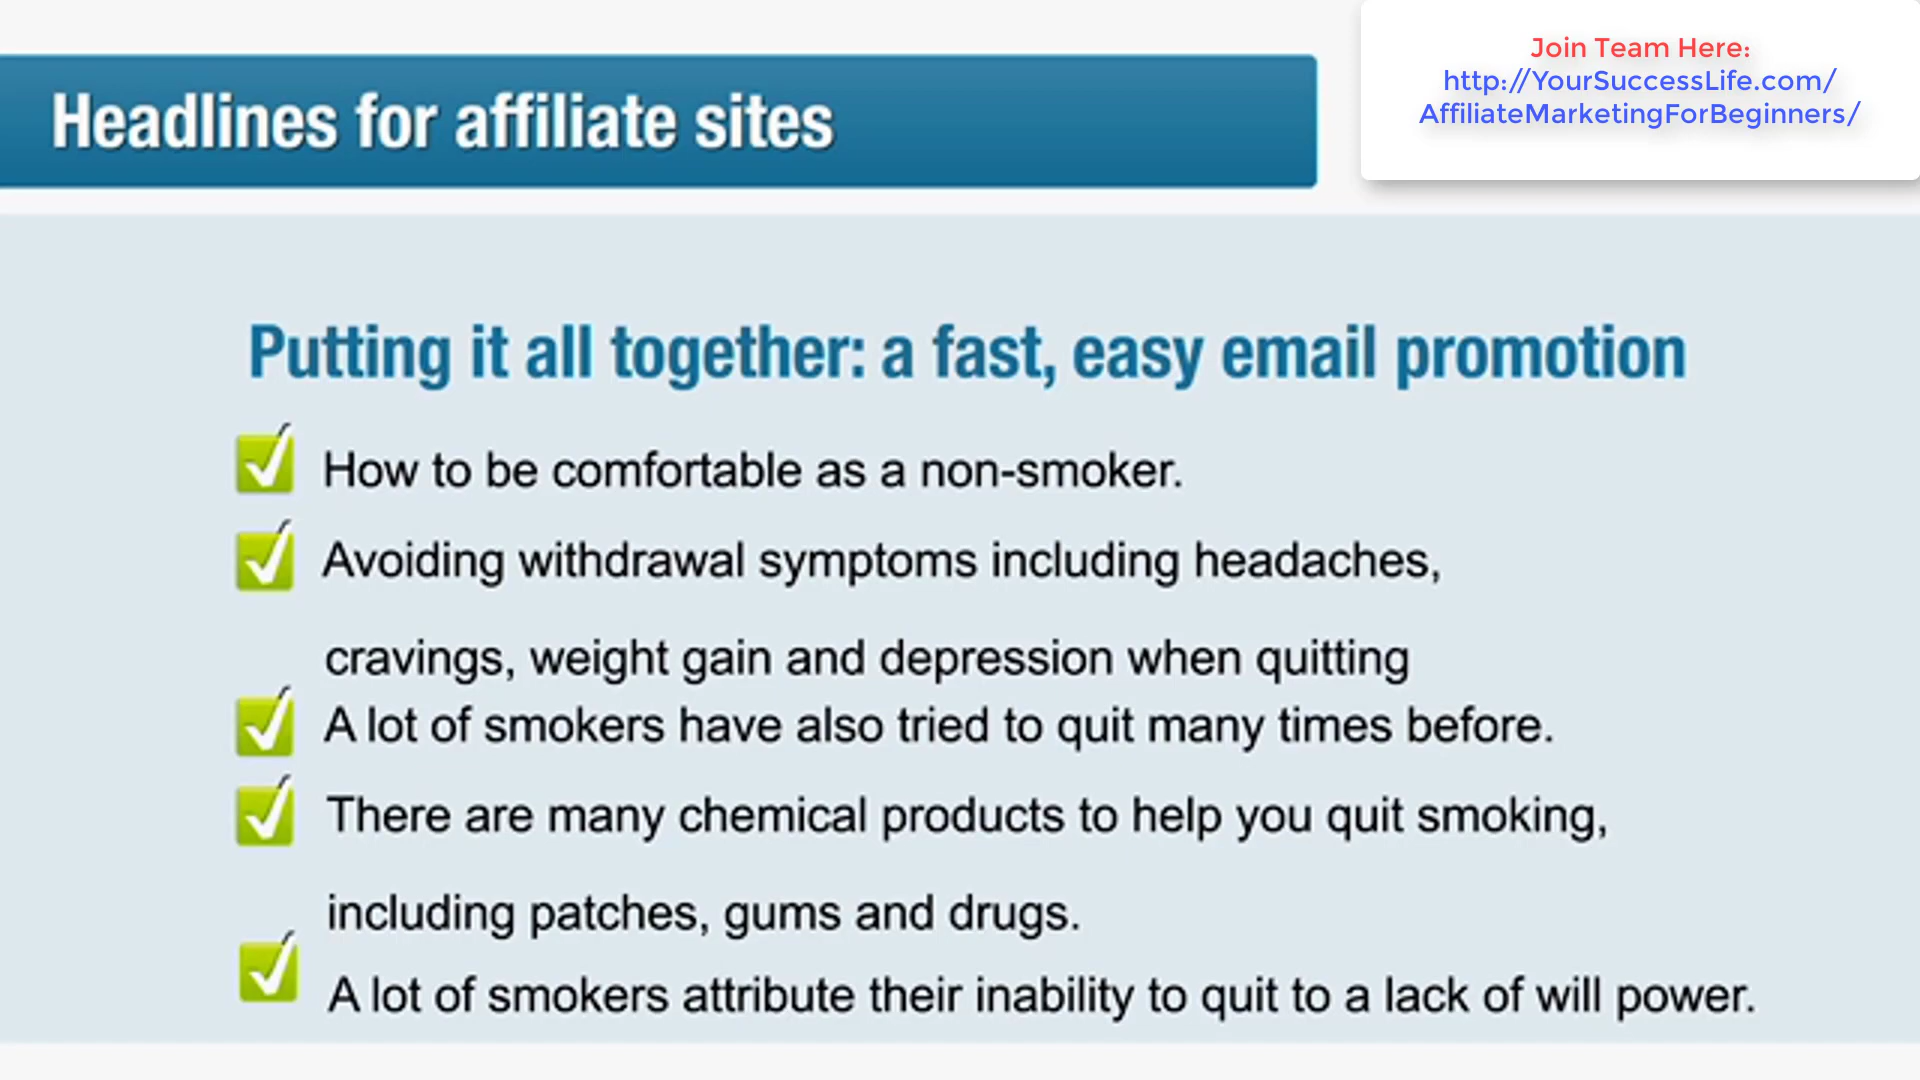 Join Team Here:
http://YourSuccessLife.com/
AffiliateMarketingForBeginners/
Headlines for affiliate sites
Putting it all together: a fast, easy email promotion
How to be comfortable as a non-smoker.
Avoiding withdrawal symptoms including headaches,
cravings, weight gain and depression when quitting
A lot of smokers have also tried to quit many times before.
There are many chemical products to help you quit smoking,
including patches, gums and drugs.
A lot of smokers attribute their inability to quit to a lack of will power.